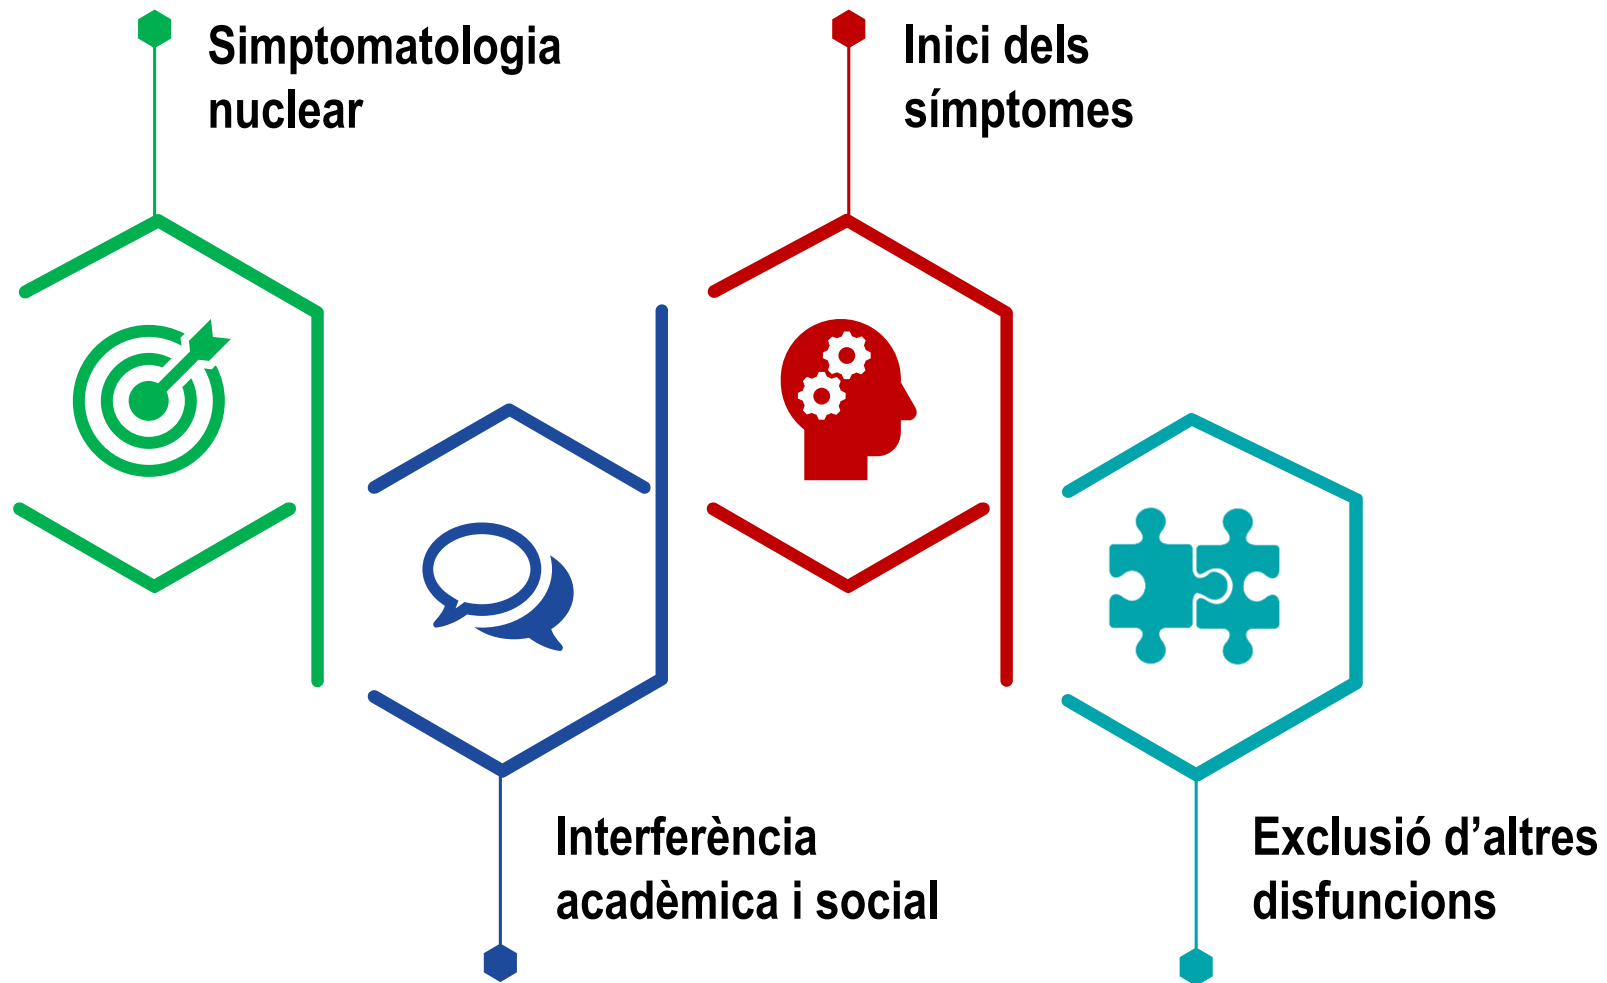 Simptomatologia
nuclear
Inici dels
símptomes
Interferència
acadèmica i social
Exclusió d’altres
disfuncions